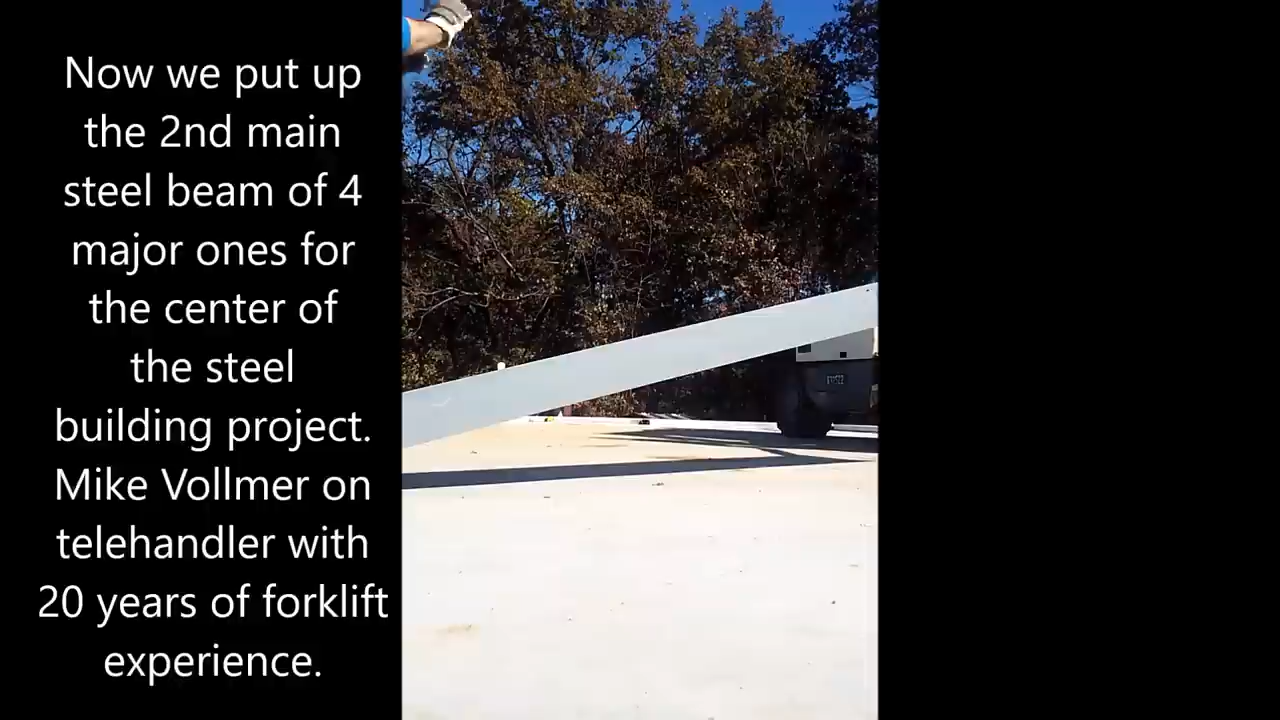 Now we put up
the 2nd main
steel beam of 4
major ones for
the center of
the steel
building project.
Mike Vollmer on
telehandler with
20 years of forklift
experience.